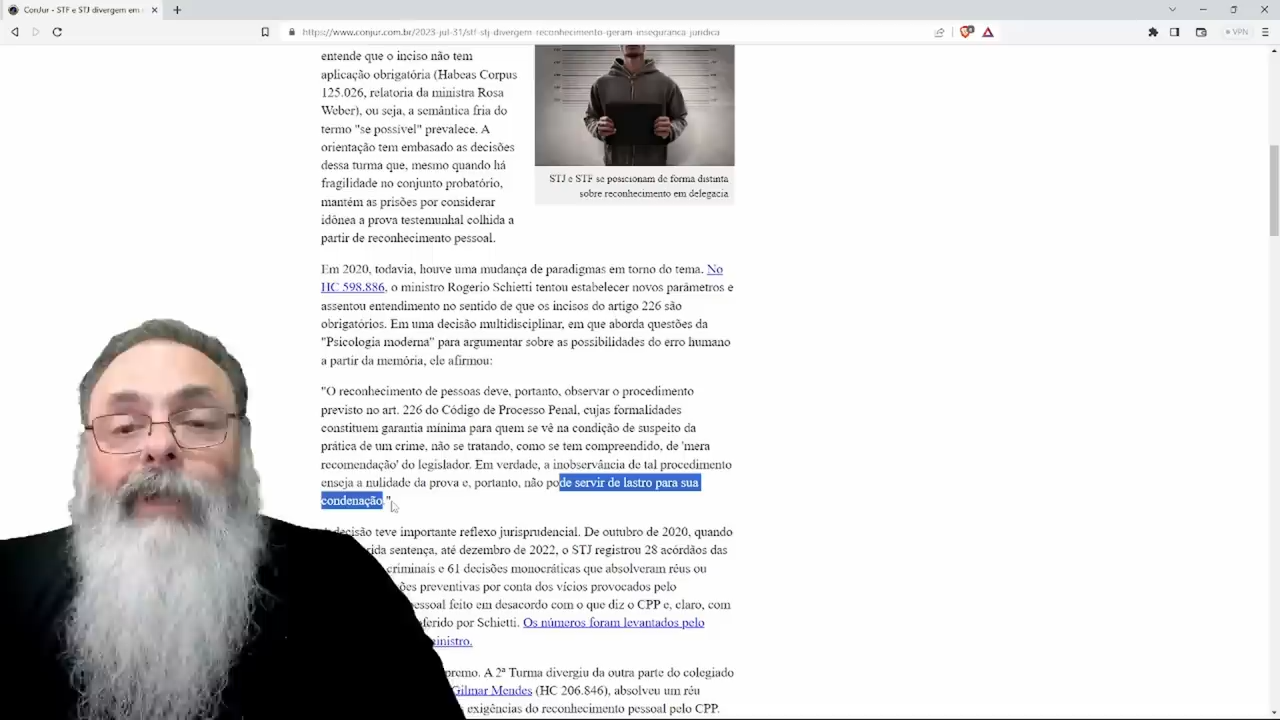 ConJur - STF e STJ divergem em
https://www.conjur.com.br/2023-jul-31/stf-stj-divergem-reconhecimento-geram-inseguranca-juridica
VPN
entende que o inciso não tem
aplicação obrigatória (Habeas Corpus
125.026, relatoria da ministra Rosa
Weber), ou seja, a semântica fria do
termo "se possível" prevalece. A
orientação tem embasado as decisões
dessa turma que, mesmo quando há
fragilidade no conjunto probatório,
mantém as prisões por considerar
idônea a prova testemunhal colhida a
partir de reconhecimento pessoal.
STJ e STF se posicionam de forma distinta
sobre reconhecimento em delegacia
Em 2020, todavia, houve uma mudança de paradigmas em torno do tema. No
HC 598.886, o ministro Rogerio Schietti tentou estabelecer novos parâmetros e
assentou entendimento no sentido de que os incisos do artigo 226 são
obrigatórios. Em uma decisão multidisciplinar, em que aborda questões da
"Psicologia moderna" para argumentar sobre as possibilidades do erro humano
a partir da memória, ele afirmou:
"O reconhecimento de pessoas deve, portanto, observar o procedimento
previsto no art. 226 do Código de Processo Penal, cujas formalidades
constituem garantia mínima para quem se vê na condição de suspeito da
prática de um crime, não se tratando, como se tem compreendido, de 'mera
recomendação' do legislador. Em verdade, a inobservância de tal procedimento
enseja a nulidade da prova e, portanto, não pode servir de lastro para sua
condenação."
decisão teve importante reflexo jurisprudencial. De outubro de 2020, quando
sentença, até dezembro de 2022, o STJ registrou 28 acórdãos das
criminais e 61 decisões monocráticas que absolveram réus ou
preventivas por conta dos vícios provocados pelo
feito em desacordo com o que diz o CPP e, claro, com
por Schietti. Os números foram levantados pelo
A 2ª Turma divergiu da outra parte do colegiado
Gilmar Mendes (HC 206.846), absolveu um réu
exigências do reconhecimento pessoal pelo CPP.